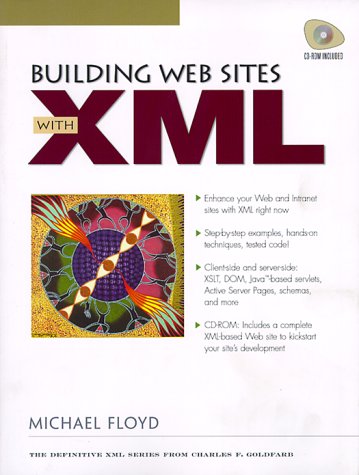 CD-ROM INCLUDED
BUILDING WEB SITES
WITH
XML
Enhance your Web and Intranet
sites with XML right now
Step-by-step examples, hands-on
techniques, tested code!
Client-side and server-side:
XSLT, DOM, Java™-based servlets,
Active Server Pages, schemas,
and more
CD-ROM: Includes a complete
XML-based Web site to kickstart
your site's development
MICHAEL FLOYD
THE DEFINITIVE XML SERIES FROM CHARLES F. GOLDFARB